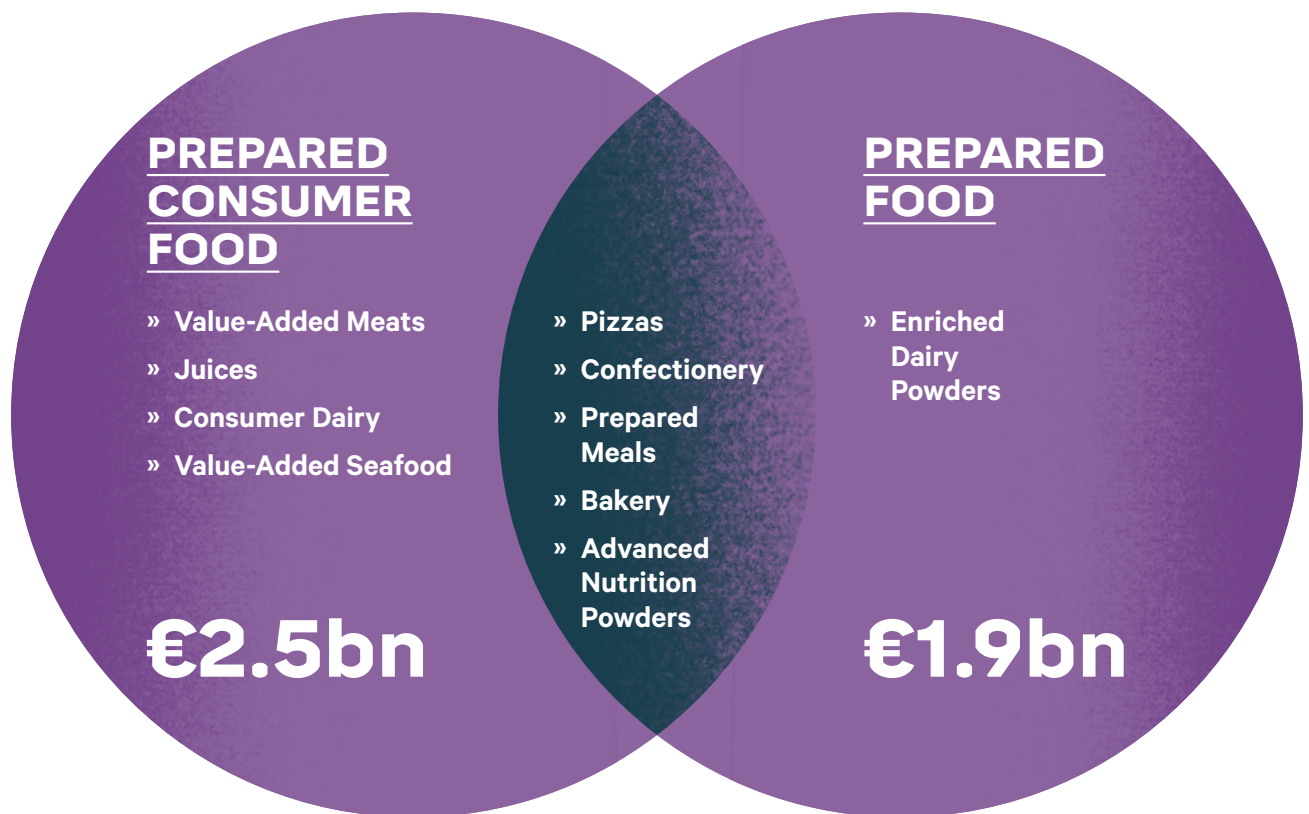 PREPARED
CONSUMER
FOOD
» Value-Added Meats
» Juices
» Consumer Dairy
» Value-Added Seafood
€2.5bn
» Pizzas
» Confectionery
» Prepared
Meals
» Bakery
» Advanced
Nutrition
Powders
PREPARED
FOOD
» Enriched
Dairy
Powders
€1.9bn